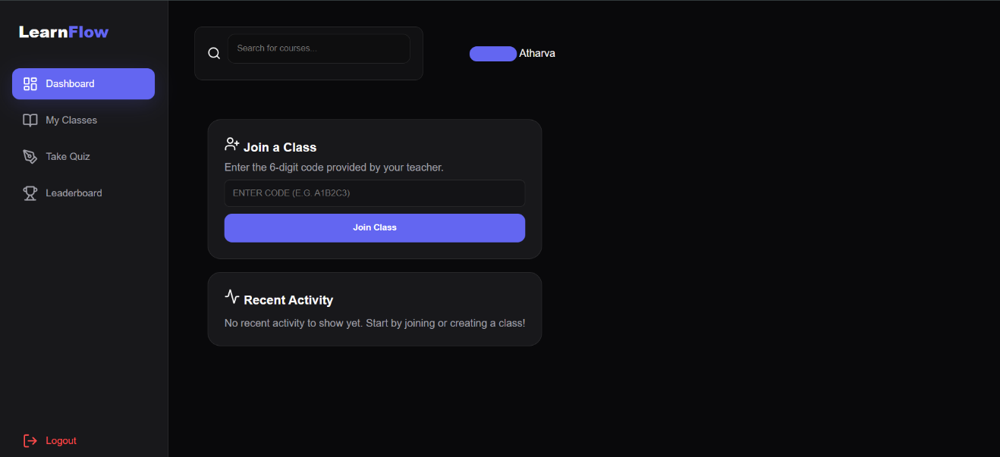 LearnFlow
Dashboard
My Classes
Take Quiz
Leaderboard
Logout
Search for courses...
Atharva
Join a Class
Enter the 6-digit code provided by your teacher.
ENTER CODE (E.G. A1B2C3)
Join Class
Recent Activity
No recent activity to show yet. Start by joining or creating a class!